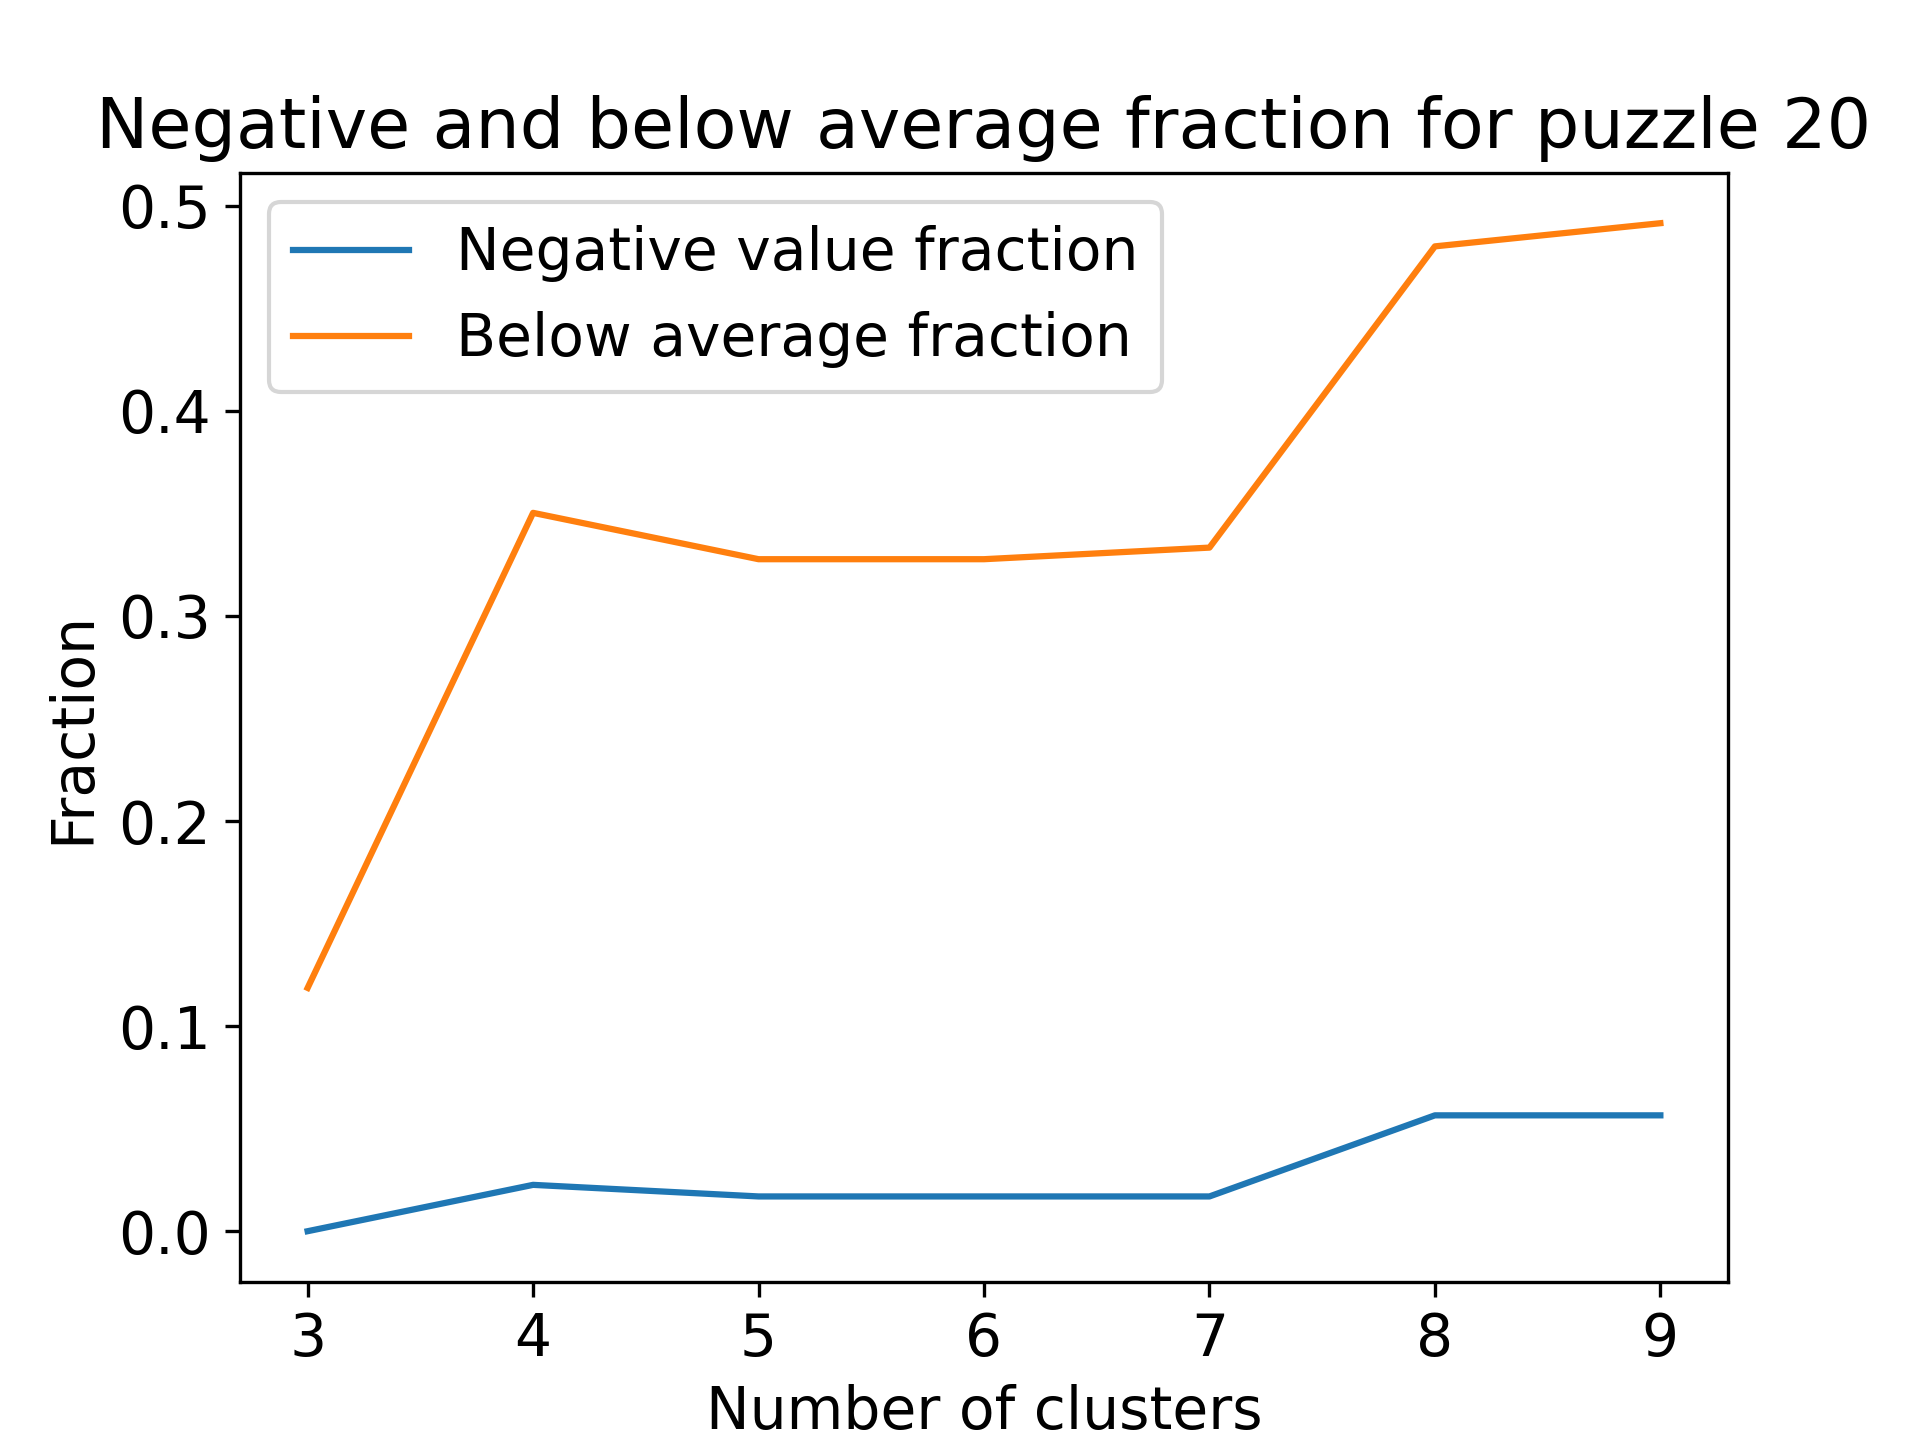 Negative and below average fraction for puzzle 20
Negative value fraction
Below average fraction
Fraction
0.5
0.4
0.3
0.2
0.1
0.0
3 4 5 6 7 8 9
Number of clusters